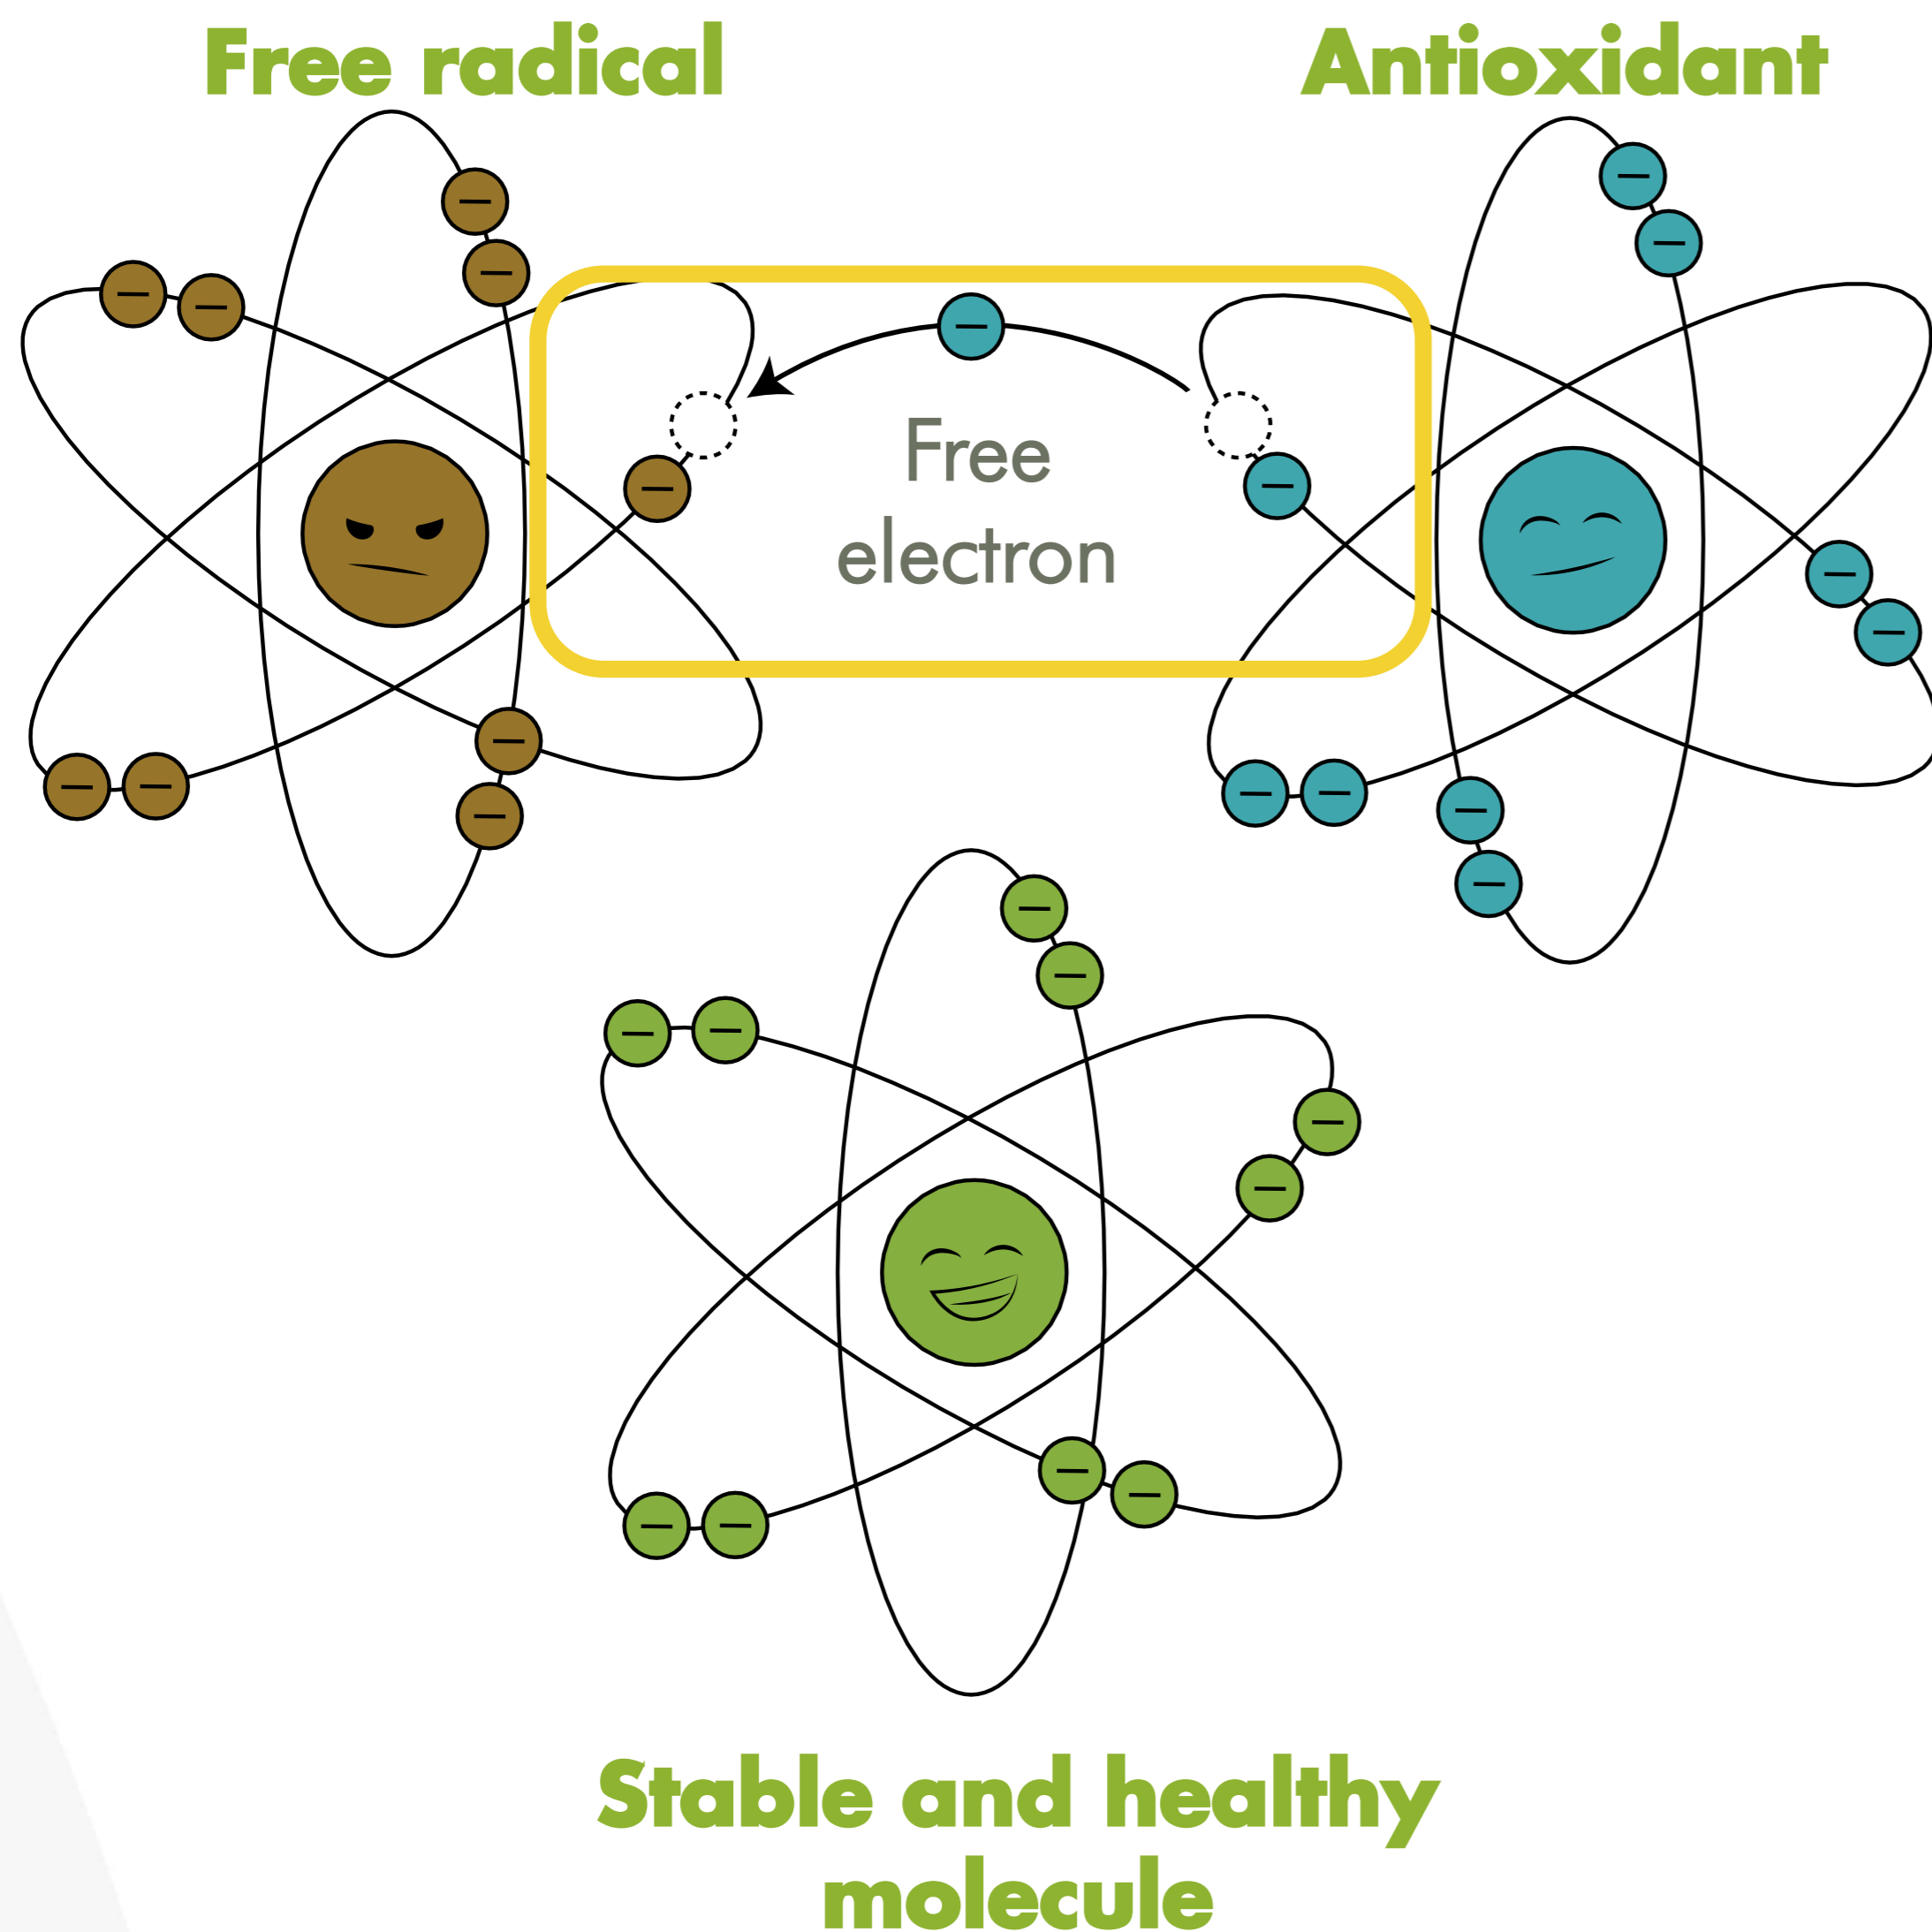 Free radical
Antioxidant
Free
electron
Stable and healthy
molecule